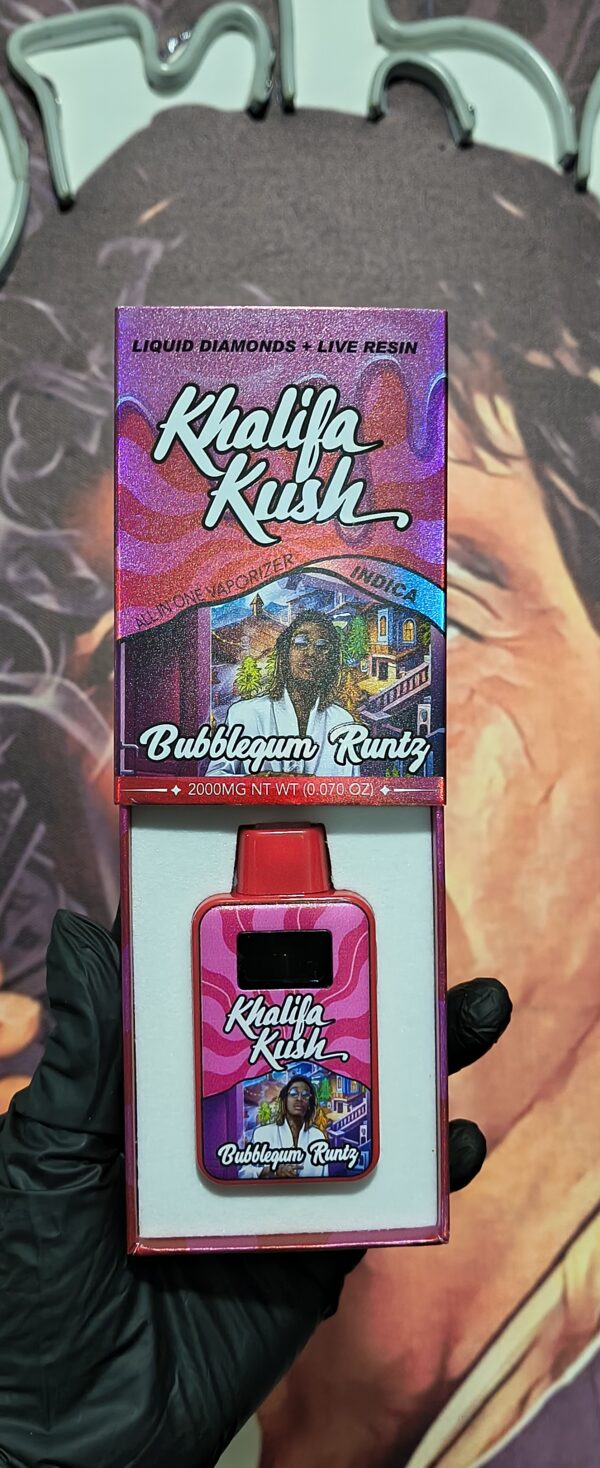 LIQUID DIAMONDS + LIVE RESIN
Khalifa
Kush
ALL IN ONE VAPORIZER
INDICA
Bubblegum Runtz
2000MG NT WT (0.070 OZ)
Khalifa
Kush
Bubblegum Runtz